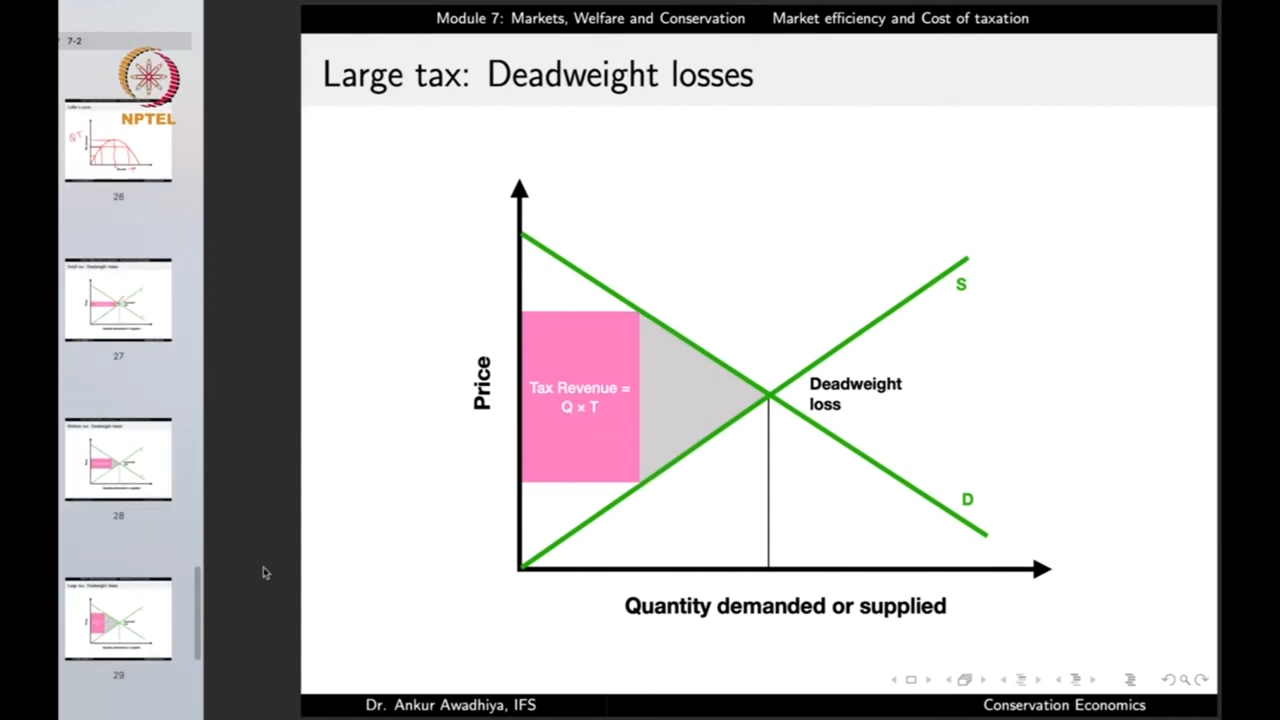 Module 7: Markets, Welfare and Conservation Market efficiency and Cost of taxation
7-2
NPTEL
26
27
28
29
Large tax: Deadweight losses
Price
Tax Revenue =
Q × T
Deadweight
loss
S
D
Quantity demanded or supplied
Dr. Ankur Awadhiya, IFS Conservation Economics